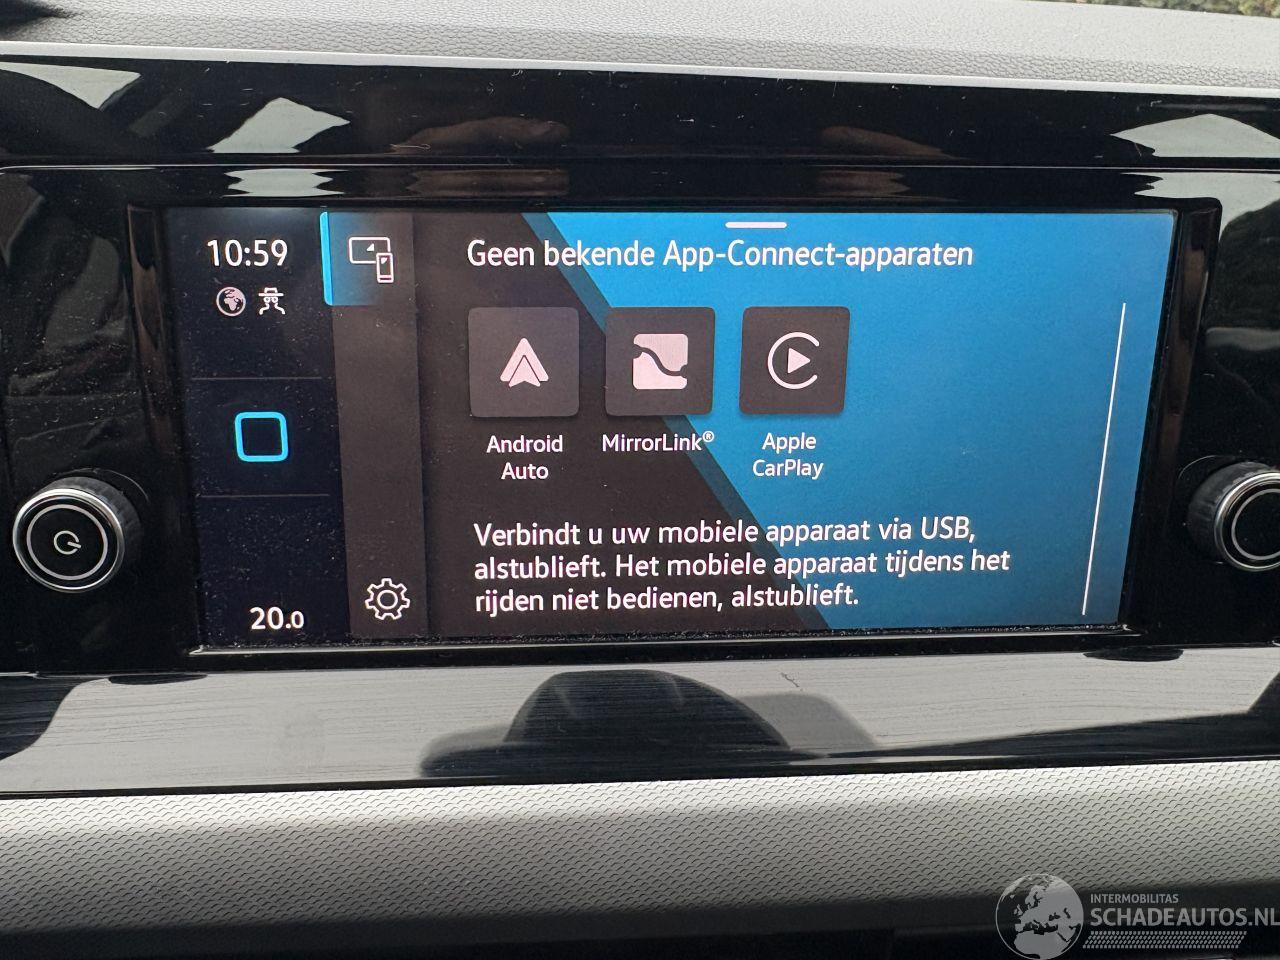 10:59
Geen bekende App-Connect-apparaten
Android
Auto
MirrorLink®
Apple
CarPlay
Verbindt u uw mobiele apparaat via USB,
alstublieft. Het mobiele apparaat tijdens het
rijden niet bedienen, alstublieft.
20.0
INTERMOBILITAS
SCHADEAUTOS.NL